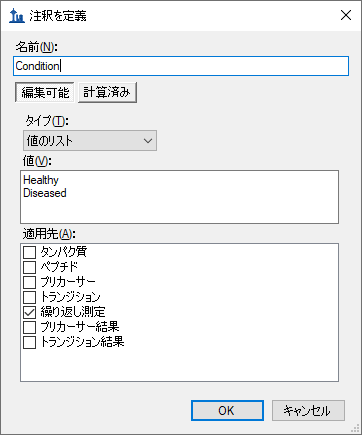 注釈を定義
名前(N):
Condition
編集可能 計算済み
タイプ(T):
値のリスト
値(V):
Healthy
Diseased
適用先(A):
タンパク質
ペプチド
プリカーサー
トランジション
繰り返し測定
プリカーサー結果
トランジション結果
OK キャンセル